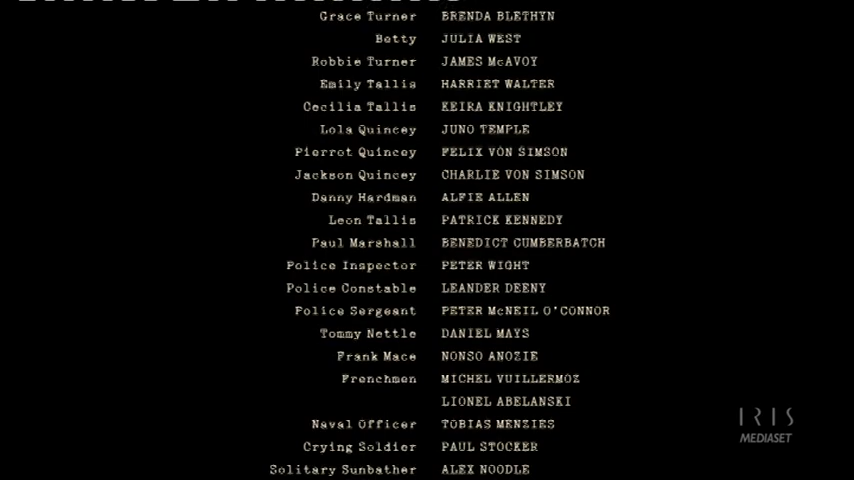 Grace Turner BRENDA BLETHYN
Betty JULIA WEST
Robbie Turner JAMES McAVOY
Emily Tallis HARRIET WALTER
Cecilia Tallis KEIRA KNIGHTLEY
Lola Quincey JUNO TEMPLE
Pierrot Quincey FELIX VON SIMSON
Jackson Quincey CHARLIE VON SIMSON
Danny Hardman ALFIE ALLEN
Leon Tallis PATRICK KENNEDY
Paul Marshall BENEDICT CUMBERBATCH
Police Inspector PETER WIGHT
Police Constable LEANDER DEENY
Police Sergeant PETER McNEIL O'CONNOR
Tommy Nettle DANIEL MAYS
Frank Mace NONSO ANOZIE
Frenchmen MICHEL VUILLERMOZ
LIONEL ABELANSKI
Naval Officer TOBIAS MENZIES
Crying Soldier PAUL STOCKER
Solitary Sunbather ALEX NOODLE
IRIS
MEDIASET